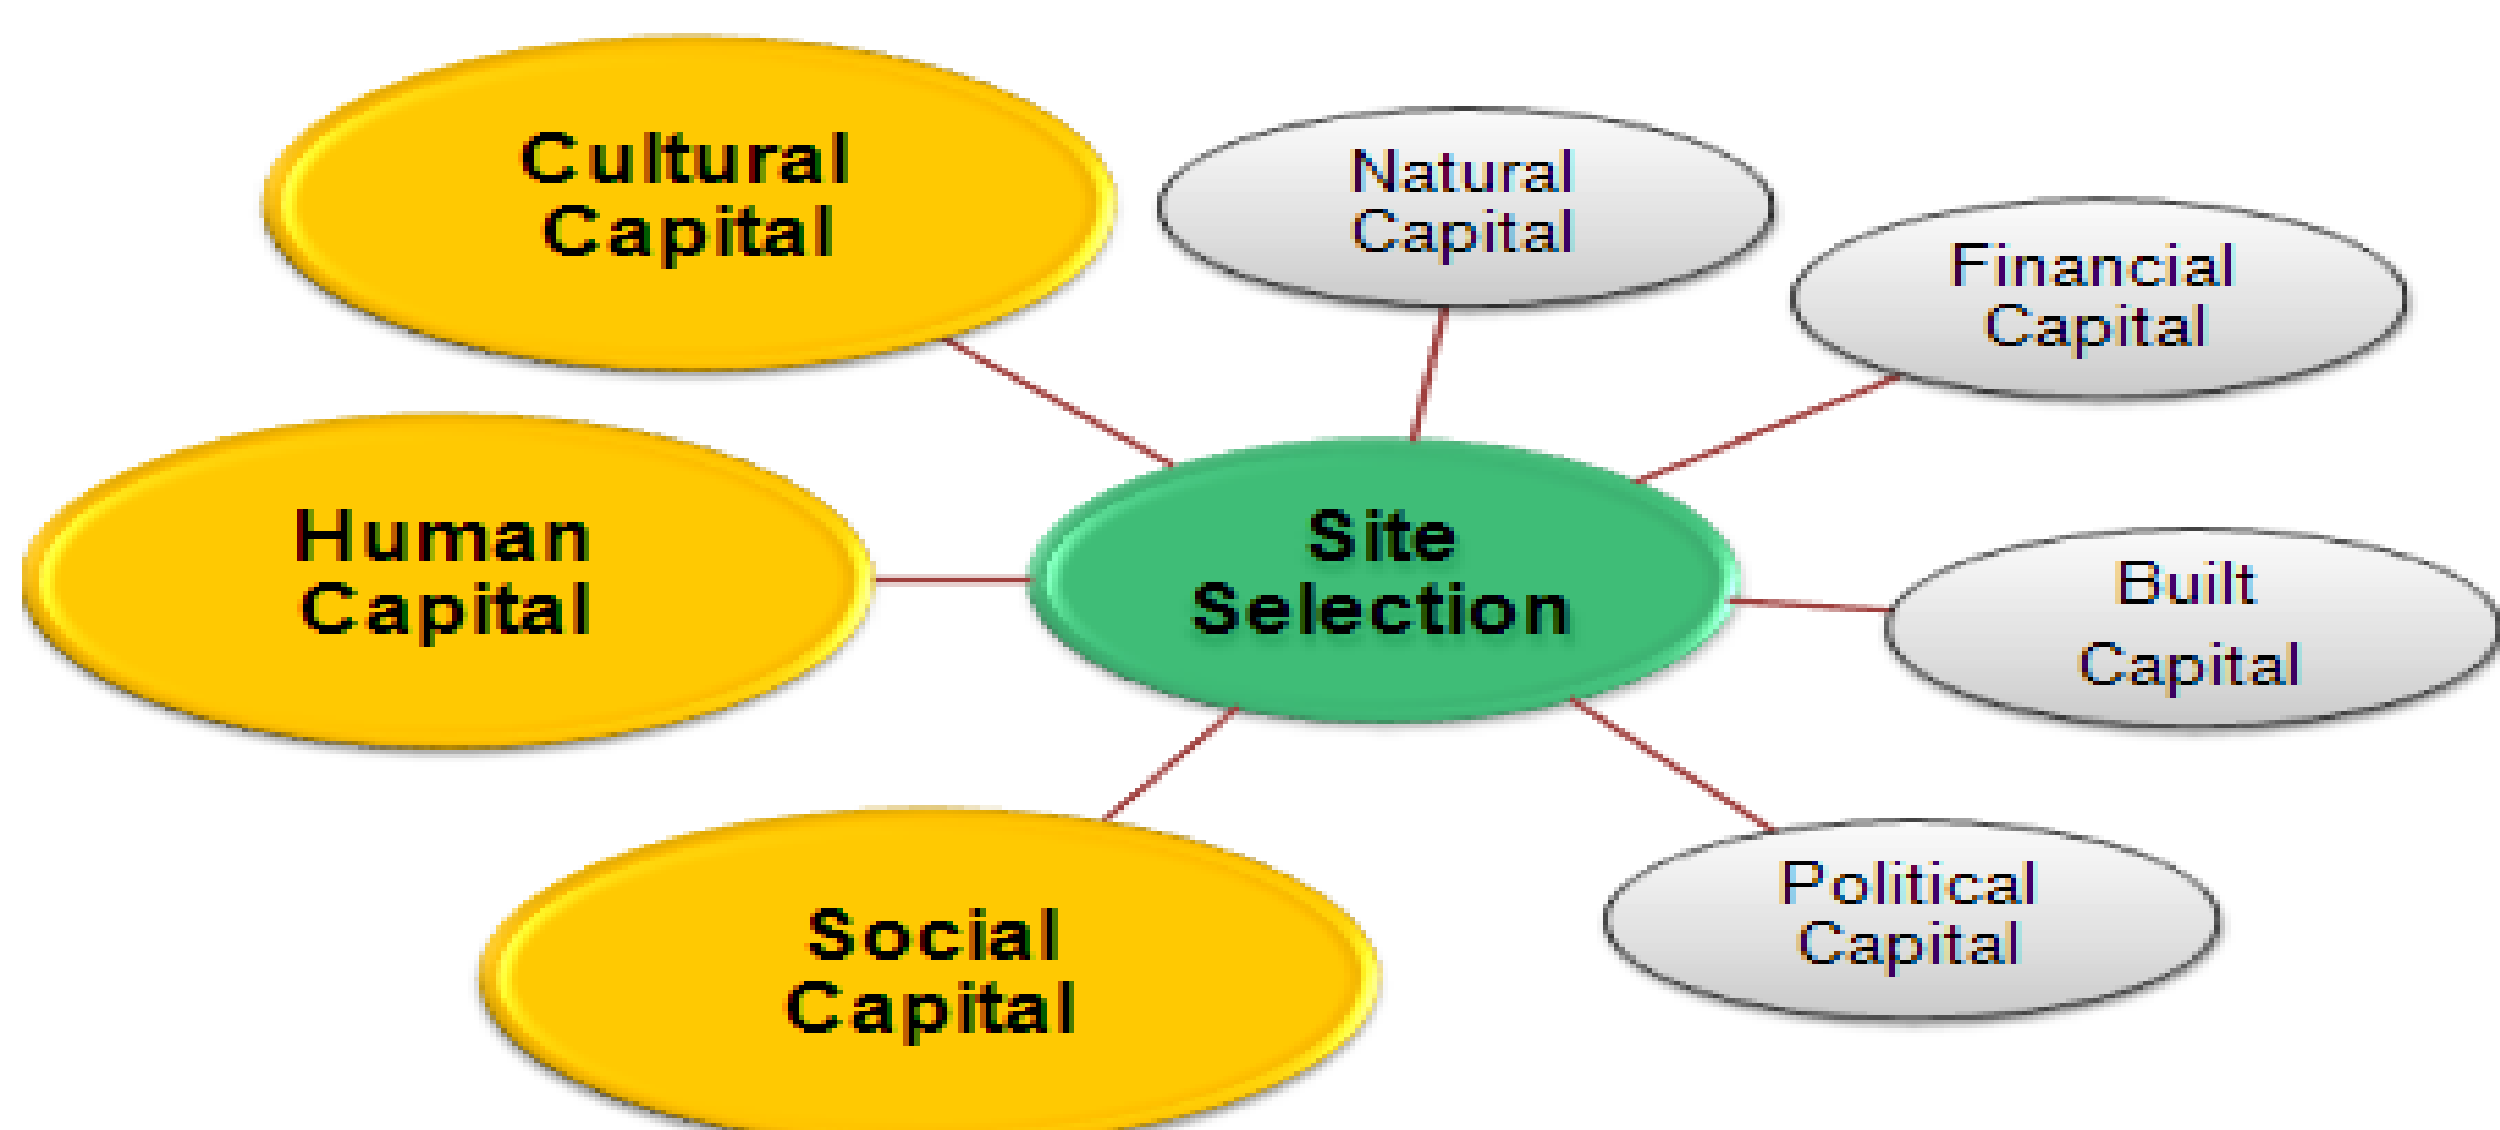 Cultural
Capital
Natural
Capital
Financial
Capital
Human
Capital
Site
Selection
Built
Capital
Social
Capital
Political
Capital